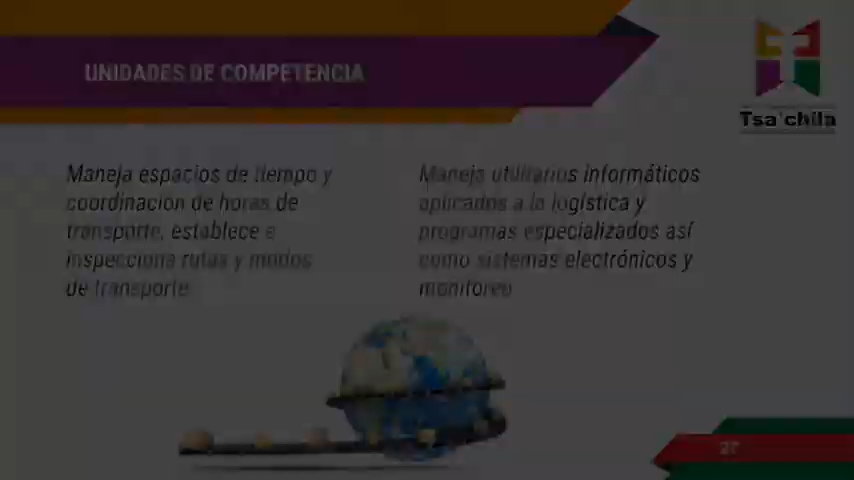 UNIDADES DE COMPETENCIA
Tsa'chila
Maneja espacios de tiempo y
coordinación de horas de
transporte, establece e
inspecciona rutas y modos
de transporte
Maneja utilitarios informáticos
aplicados a la logística y
programas especializados así
como sistemas electrónicos y
monitoreo